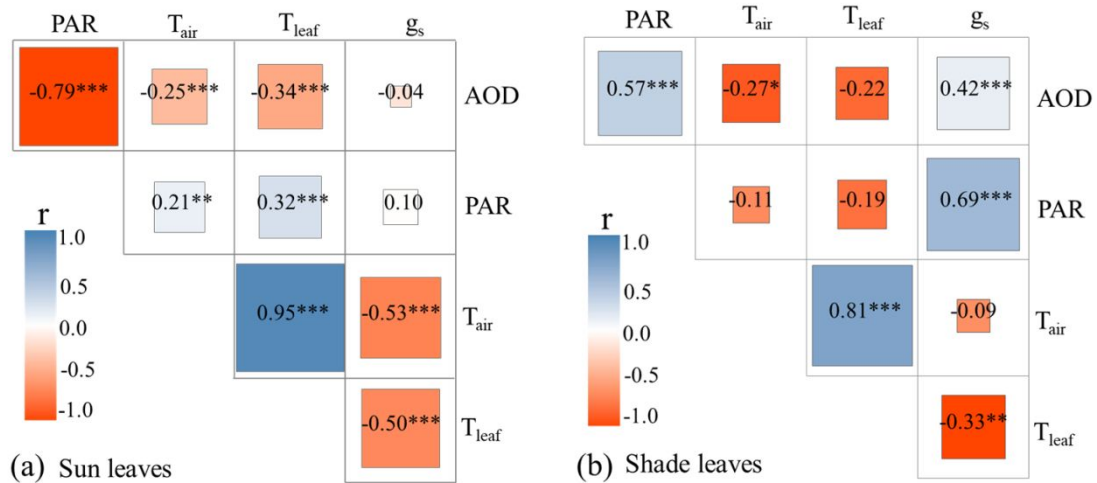 PAR T_air T_leaf g_s
-0.79*** -0.25*** -0.34*** -0.04 AOD
0.21** 0.32*** 0.10 PAR
0.95*** -0.53*** T_air
-0.50*** T_leaf
r
1.0
0.5
0.0
-0.5
-1.0
(a) Sun leaves
PAR T_air T_leaf g_s
0.57*** -0.27* -0.22 0.42*** AOD
-0.11 -0.19 0.69*** PAR
0.81*** -0.09 T_air
-0.33** T_leaf
r
1.0
0.5
0.0
-0.5
-1.0
(b) Shade leaves